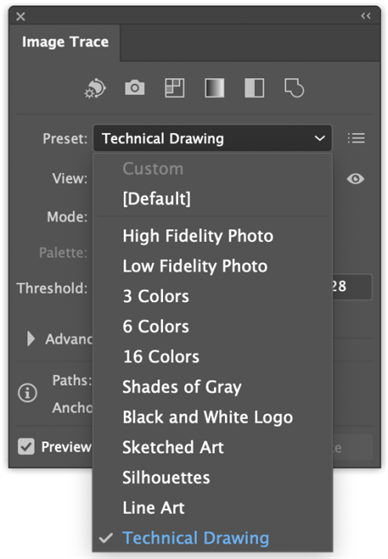 Image Trace
Preset: Technical Drawing
Custom
View:
[Default]
Mode:
High Fidelity Photo
Palette:
Low Fidelity Photo
Threshold:
28
3 Colors
6 Colors
Advanc
16 Colors
Paths:
Shades of Gray
Ancho
Black and White Logo
Preview
Sketched Art
e
Silhouettes
Line Art
Technical Drawing